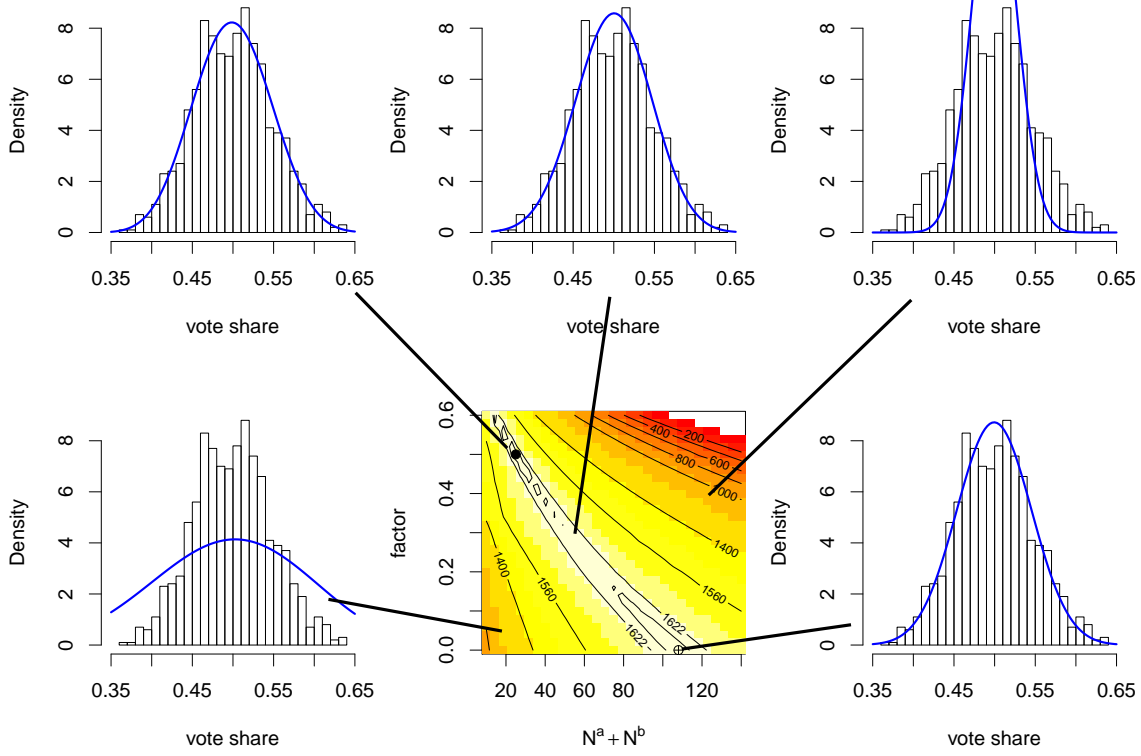 Density
0 2 4 6 8
0.35 0.45 0.55 0.65
vote share
Density
0 2 4 6 8
0.35 0.45 0.55 0.65
vote share
Density
0 2 4 6 8
0.35 0.45 0.55 0.65
vote share
Density
0 2 4 6 8
0.35 0.45 0.55 0.65
vote share
factor
0.0 0.2 0.4 0.6
400
200
600
800
1000
1400
1560
1400
1560
1622
1622
20 40 60 80 120
N^a + N^b
Density
0 2 4 6 8
0.35 0.45 0.55 0.65
vote share